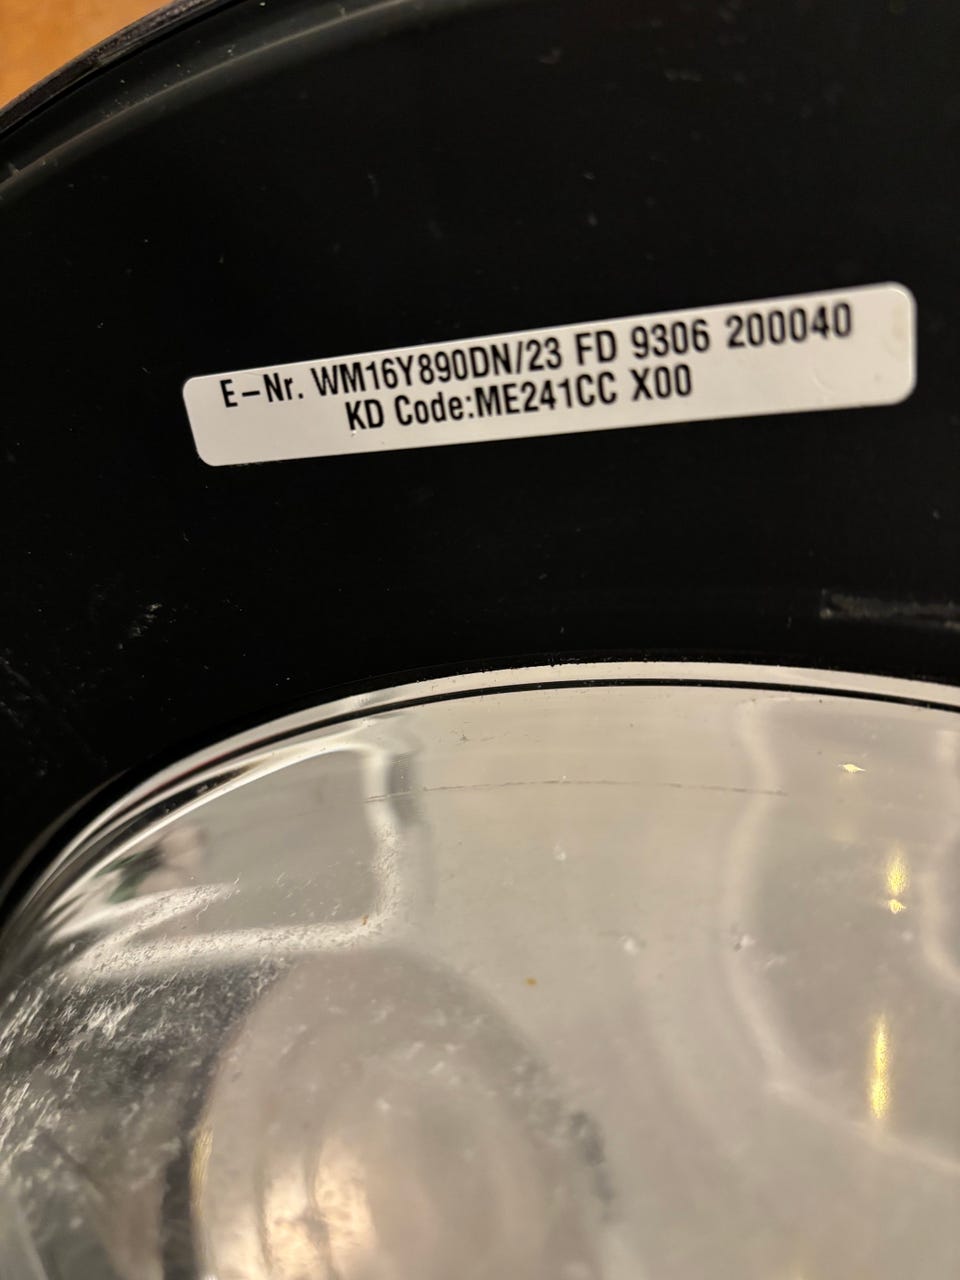 E-Nr. WM16Y890DN/23 FD 9306 200040
KD Code:ME241CC X00